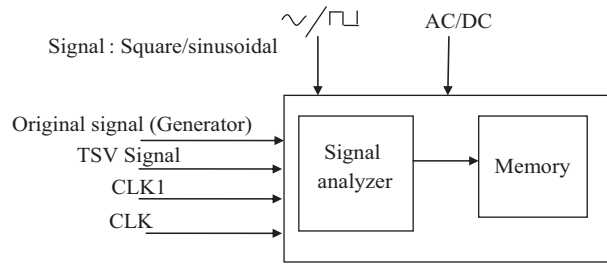 Signal : Square/sinusoidal
AC/DC
Original signal (Generator)
TSV Signal
CLK1
CLK
Signal
analyzer
Memory